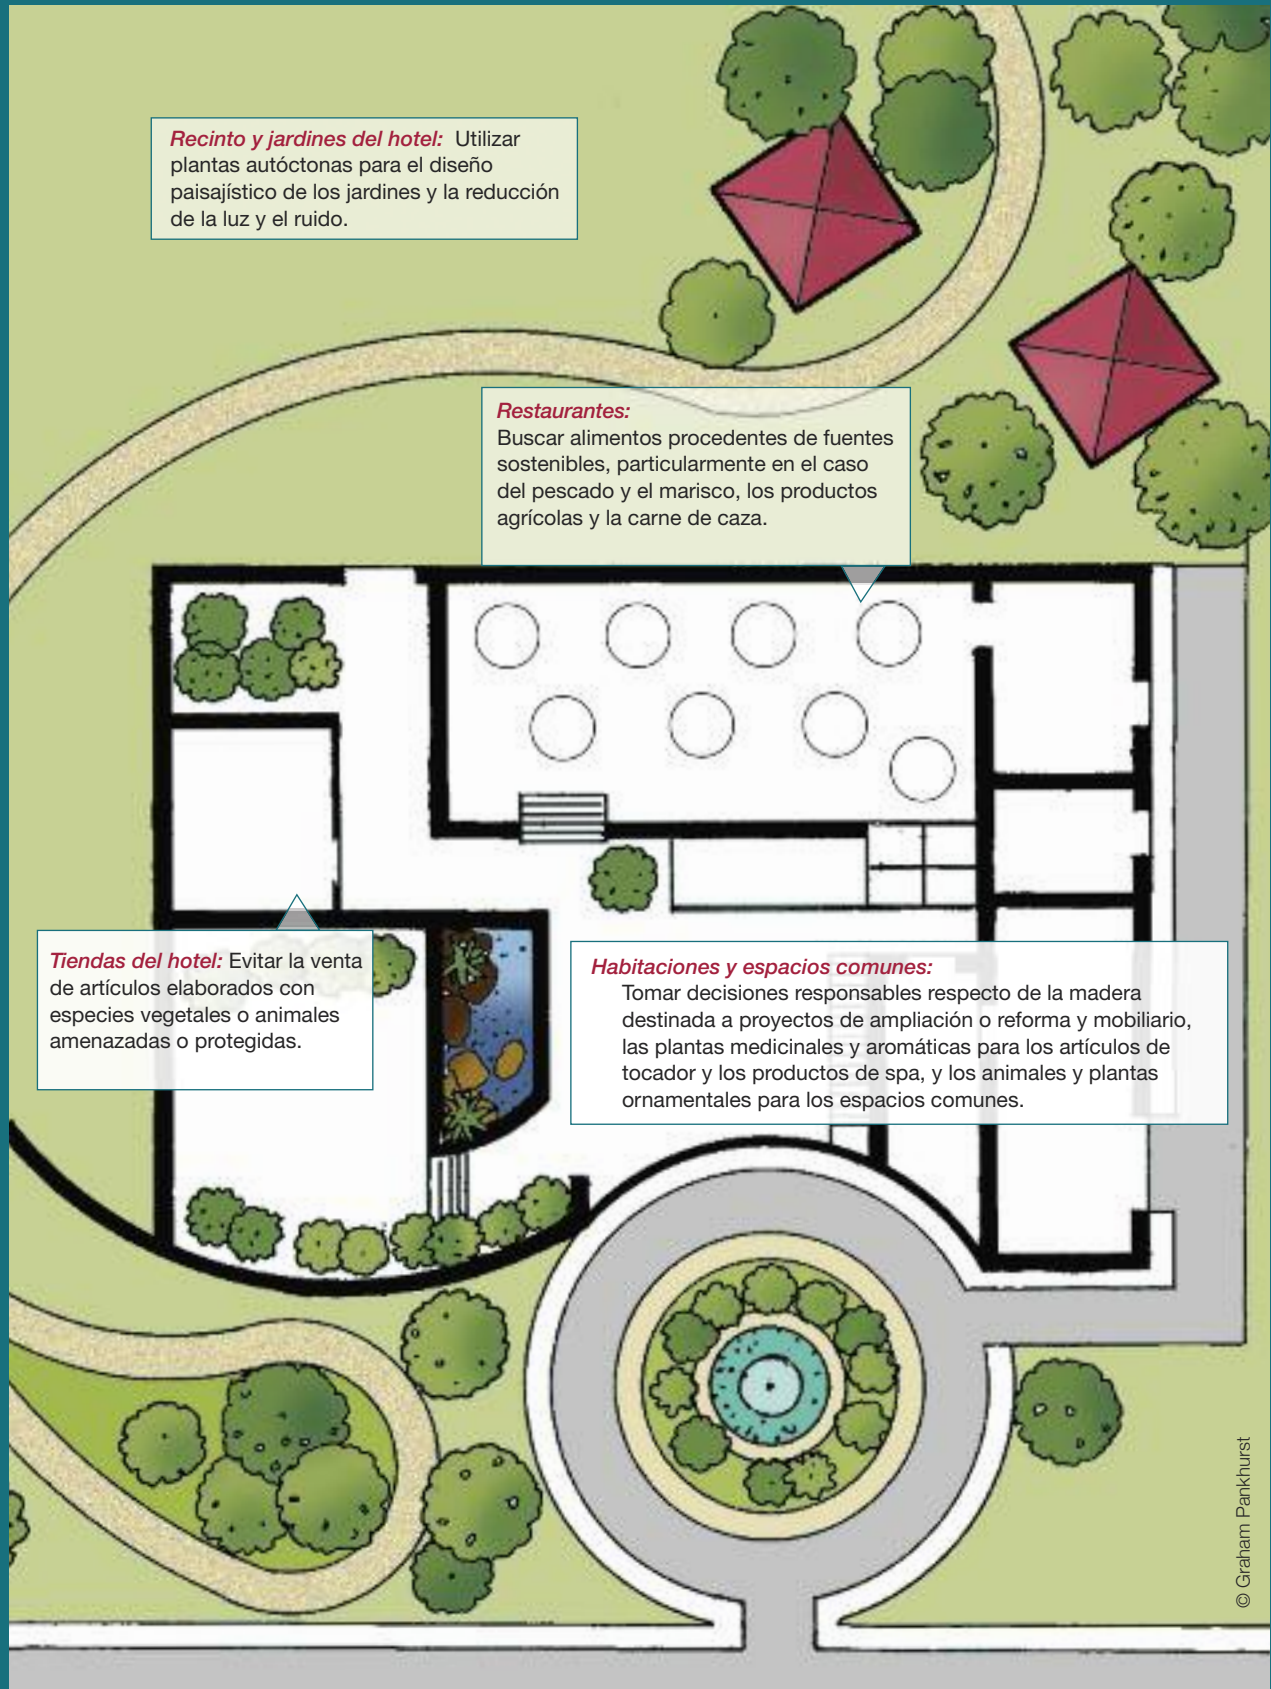 Recinto y jardines del hotel: Utilizar
plantas autóctonas para el diseño
paisajístico de los jardines y la reducción
de la luz y el ruido.
Restaurantes:
Buscar alimentos procedentes de fuentes
sostenibles, particularmente en el caso
del pescado y el marisco, los productos
agrícolas y la carne de caza.
Tiendas del hotel: Evitar la venta
de artículos elaborados con
especies vegetales o animales
amenazadas o protegidas.
Habitaciones y espacios comunes:
Tomar decisiones responsables respecto de la madera
destinada a proyectos de ampliación o reforma y mobiliario,
las plantas medicinales y aromáticas para los artículos de
tocador y los productos de spa, y los animales y plantas
ornamentales para los espacios comunes.
© Graham Pankhurst